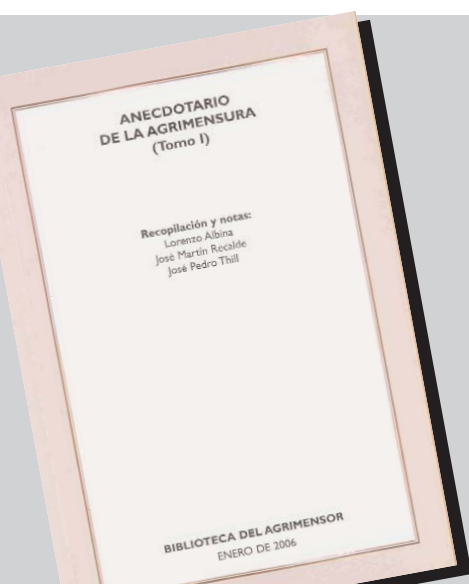 ANECDOTARIO
DE LA AGRIMENSURA
(Tomo I)
Recopilación y notas:
Lorenzo Albina
José Martín Recalde
José Pedro Thill
BIBLIOTECA DEL AGRIMENSOR
ENERO DE 2006